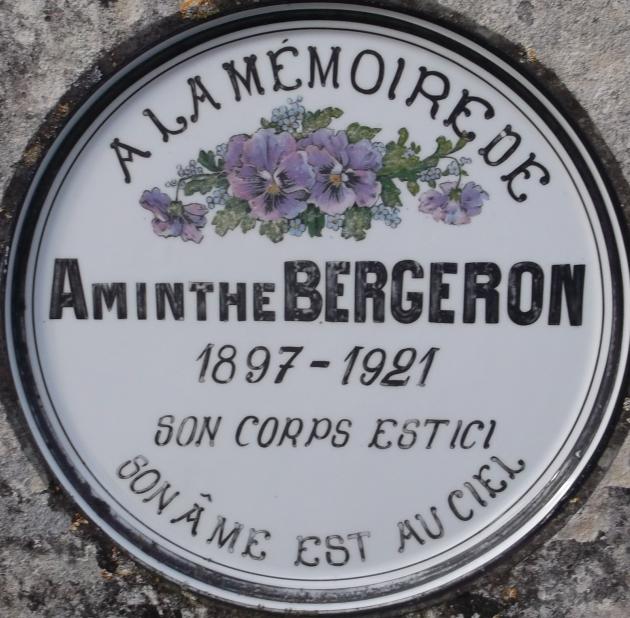 A LA MÉMOIRE DE
AMINTHE BERGERON
1897-1921
SON CORPS EST ICI
SON ÂME EST AU CIEL